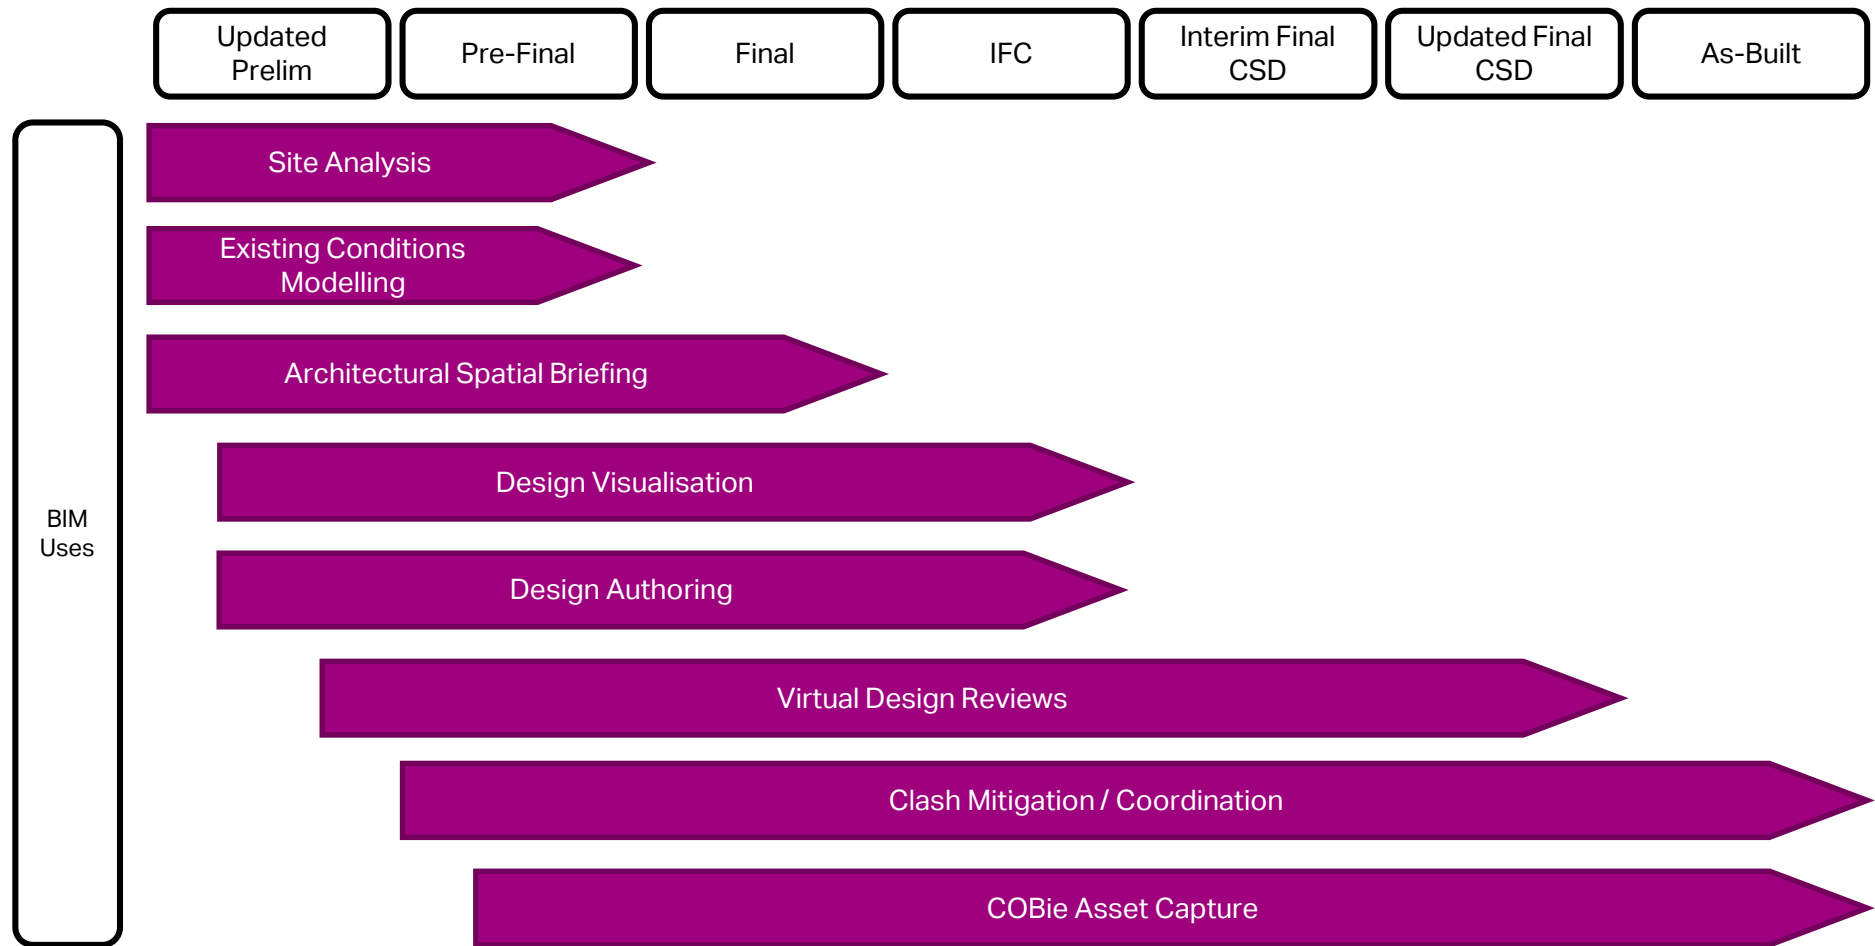 Updated
Prelim
Pre-Final
Final
IFC
Interim Final
CSD
Updated Final
CSD
As-Built
BIM
Uses
Site Analysis
Existing Conditions
Modelling
Architectural Spatial Briefing
Design Visualisation
Design Authoring
Virtual Design Reviews
Clash Mitigation / Coordination
COBie Asset Capture